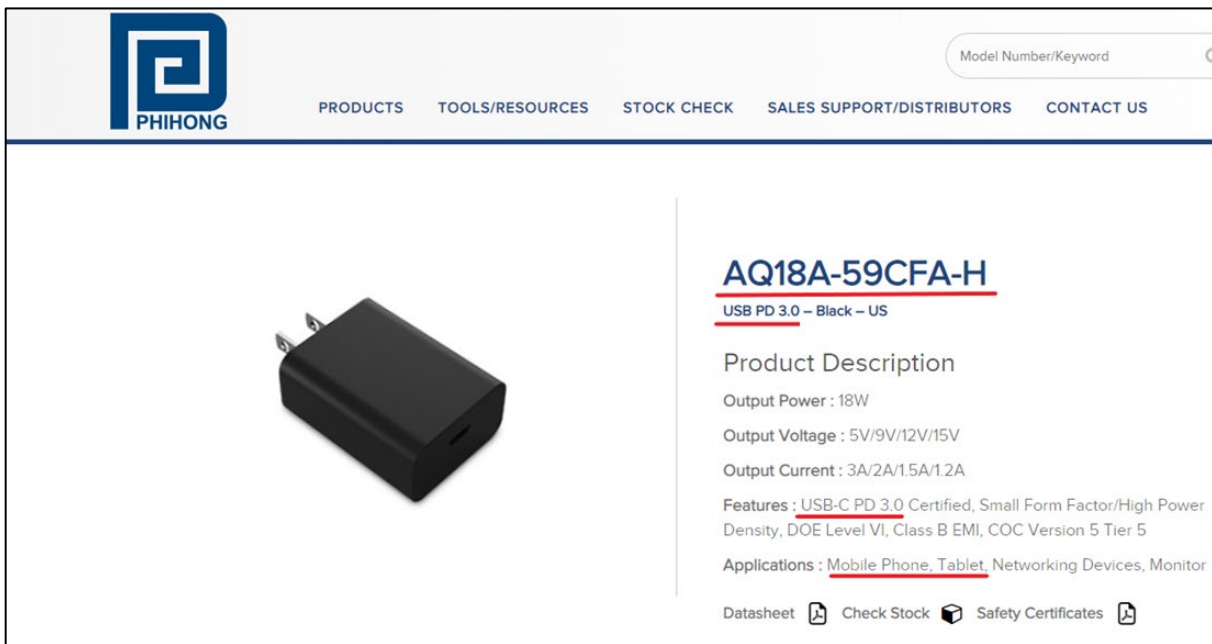 PHIHONG
Model Number/Keyword
PRODUCTS TOOLS/RESOURCES STOCK CHECK SALES SUPPORT/DISTRIBUTORS CONTACT US
AQ18A-59CFA-H
USB PD 3.0 – Black – US
Product Description
Output Power : 18W
Output Voltage : 5V/9V/12V/15V
Output Current : 3A/2A/1.5A/1.2A
Features : USB-C PD 3.0 Certified, Small Form Factor/High Power
Density, DOE Level VI, Class B EMI, COC Version 5 Tier 5
Applications : Mobile Phone, Tablet, Networking Devices, Monitor
Datasheet Check Stock Safety Certificates